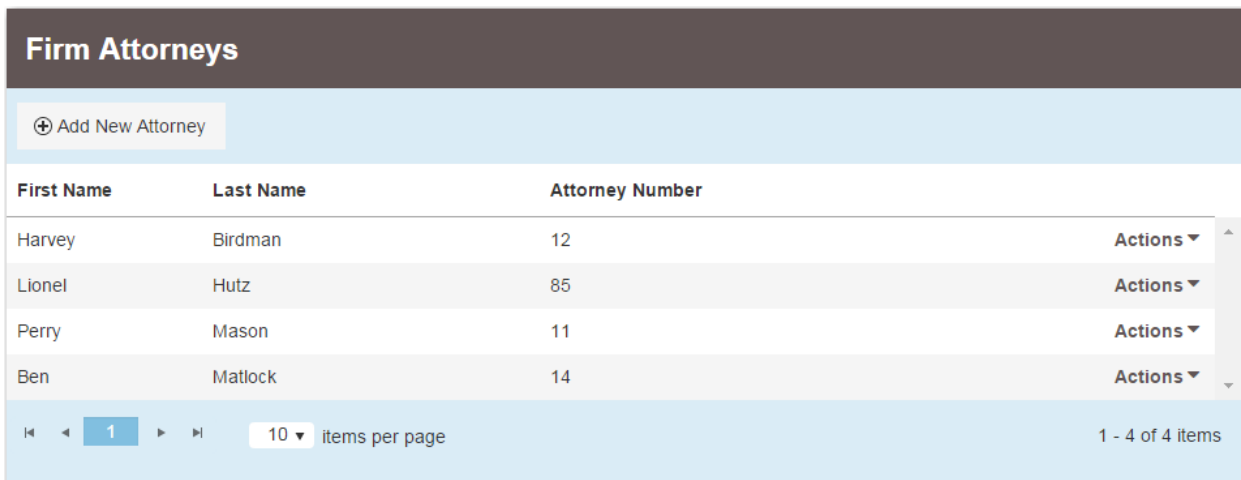 Firm Attorneys
Add New Attorney
First Name Last Name Attorney Number
Harvey Birdman 12 Actions
Lionel Hutz 85 Actions
Perry Mason 11 Actions
Ben Matlock 14 Actions
1 10 items per page 1 - 4 of 4 items